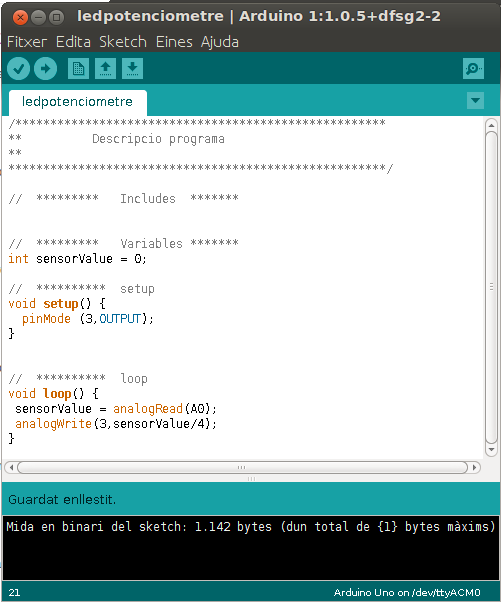 ledpotenciometre | Arduino 1:1.0.5+dfsg2-2
Fitxer Edita Sketch Eines Ajuda
ledpotenciometre
/*****************************************************
**          Descripcio programa
**
******************************************************/
//  *********   Includes  *******
//  *********   Variables *******
int sensorValue = 0;
//  **********  setup
void setup() {
  pinMode (3,OUTPUT);
}
//  **********  loop
void loop() {
 sensorValue = analogRead(A0);
 analogWrite(3,sensorValue/4);
}
Guardat enllestit.
Mida en binari del sketch: 1.142 bytes (dun total de {1} bytes màxims)
21
Arduino Uno on /dev/ttyACM0